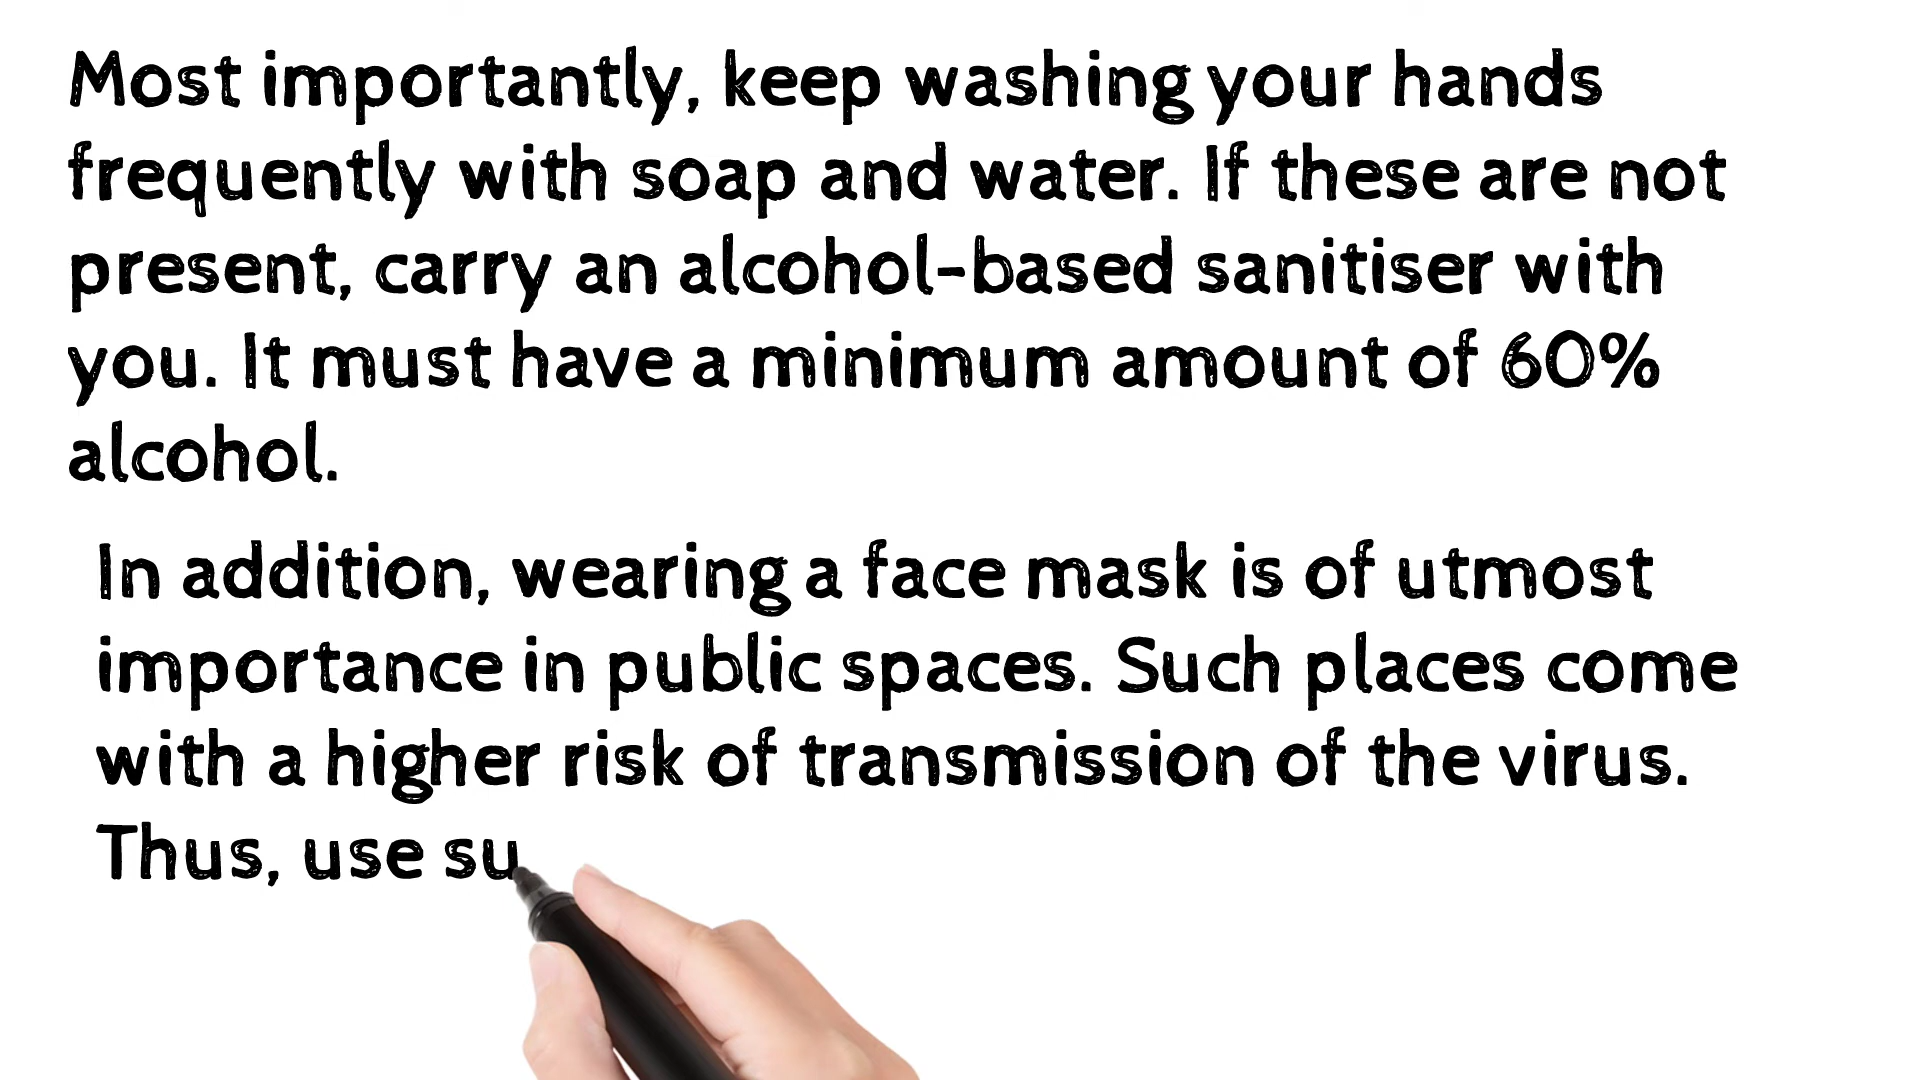 Most importantly, keep washing your hands
frequently with soap and water. If these are not
present, carry an alcohol-based sanitiser with
you. It must have a minimum amount of 60%
alcohol.
In addition, wearing a face mask is of utmost
importance in public spaces. Such places come
with a higher risk of transmission of the virus.
Thus, use su